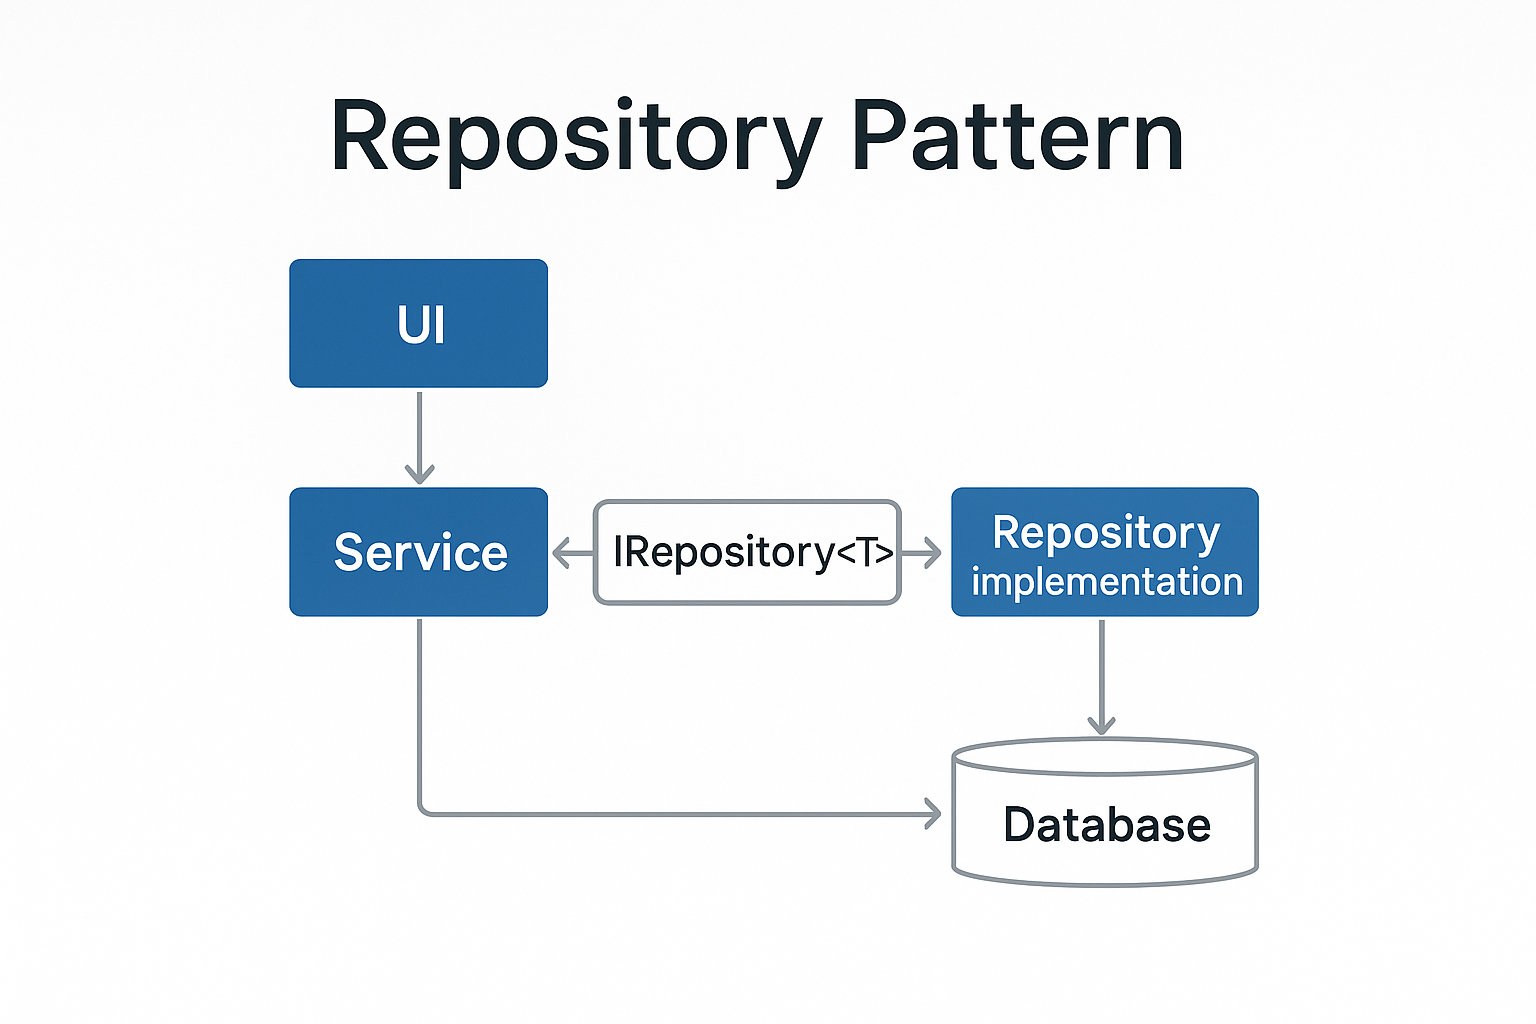 Repository Pattern
UI
Service
IRepository<T>
Repository
implementation
Database